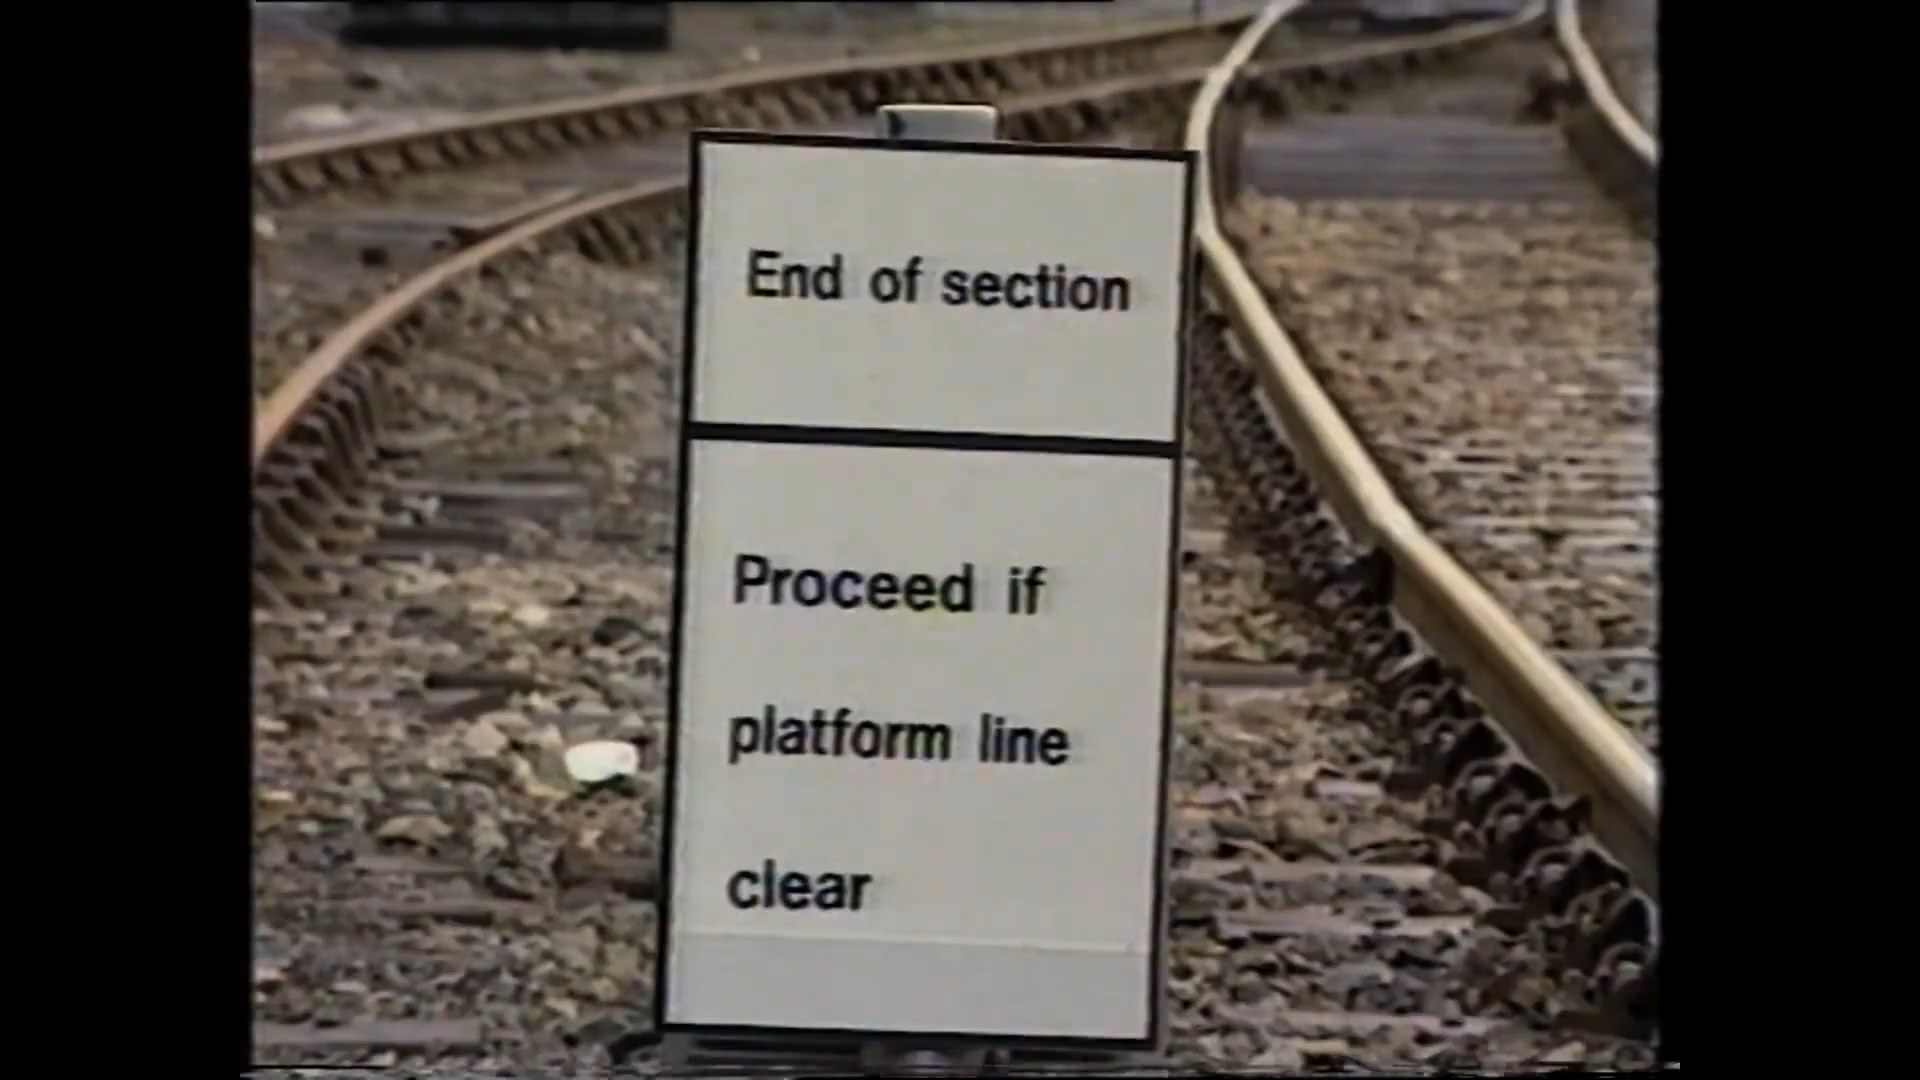 End of section
Proceed if
platform line
clear